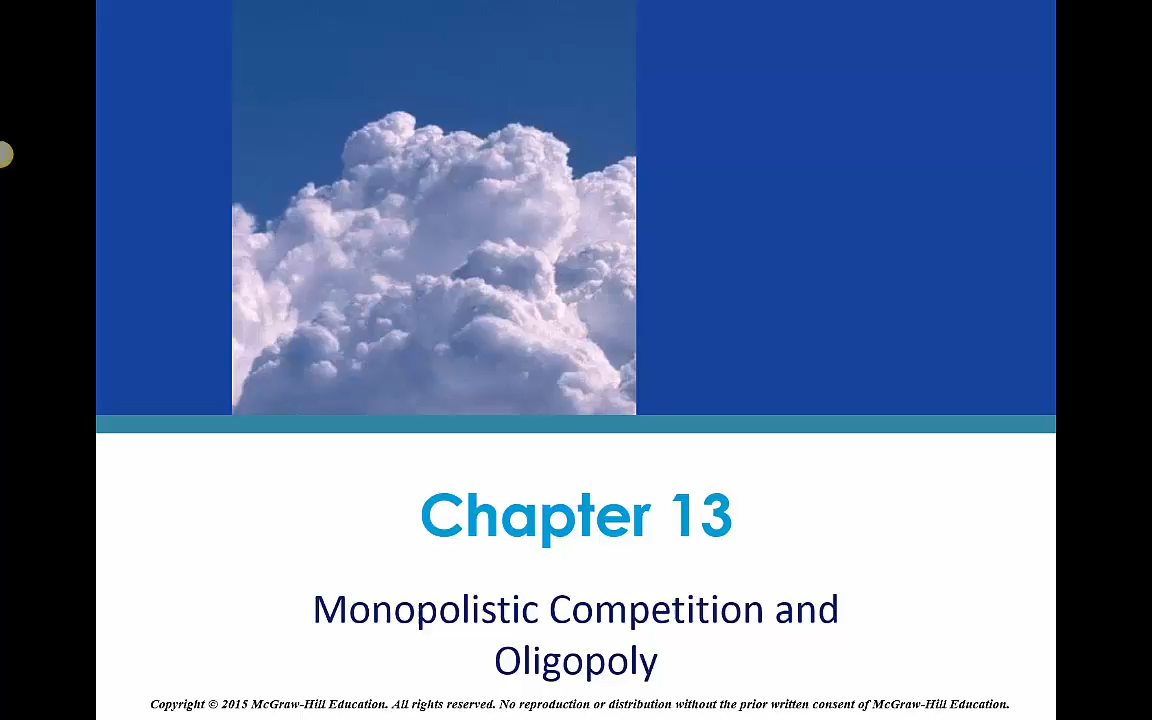 Chapter 13
Monopolistic Competition and
Oligopoly
Copyright © 2015 McGraw-Hill Education. All rights reserved. No reproduction or distribution without the prior written consent of McGraw-Hill Education.